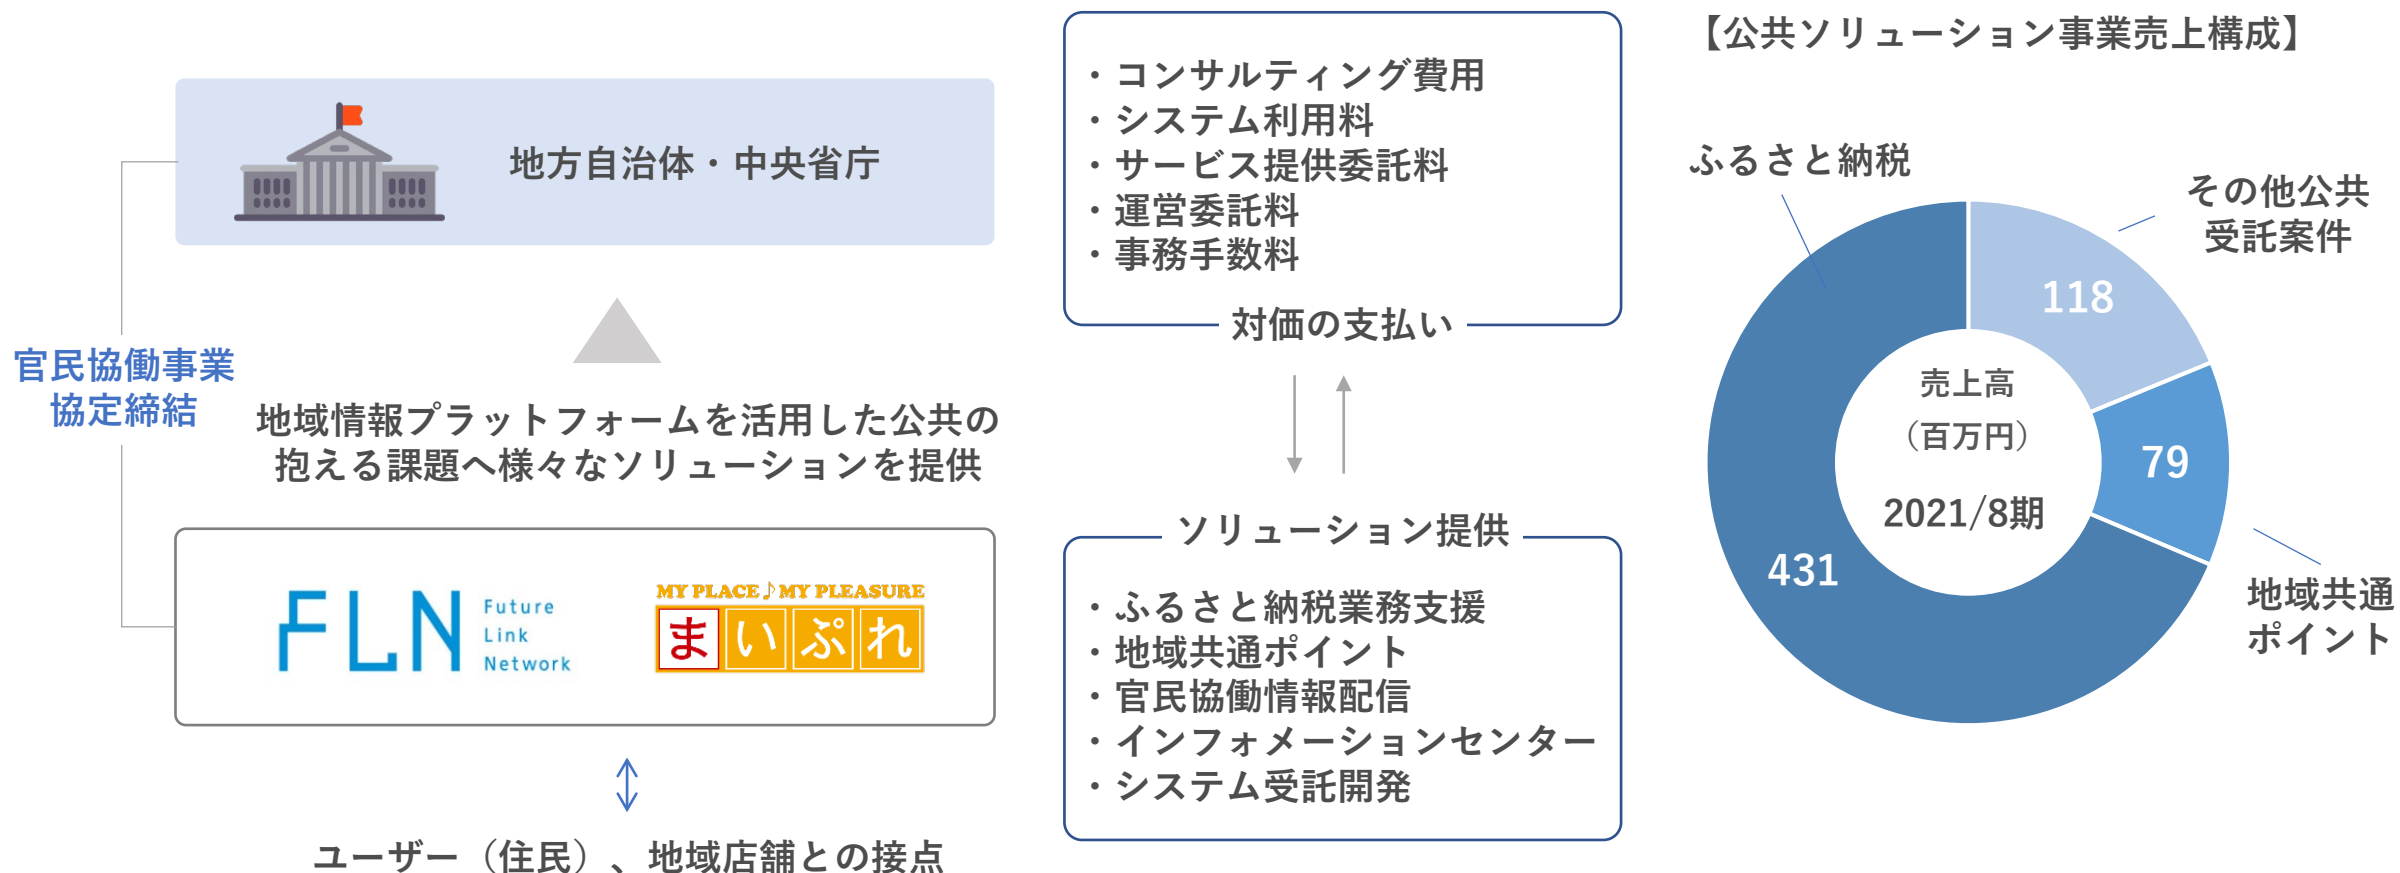 地方自治体・中央省庁
官民協働事業
協定締結
地域情報プラットフォームを活用した公共の
抱える課題へ様々なソリューションを提供
FLN
Future
Link
Network
MY PLACE♪MY PLEASURE
まいぷれ
ユーザー（住民）、地域店舗との接点
・コンサルティング費用
・システム利用料
・サービス提供委託料
・運営委託料
・事務手数料
対価の支払い
ソリューション提供
・ふるさと納税業務支援
・地域共通ポイント
・官民協働情報配信
・インフォメーションセンター
・システム受託開発
【公共ソリューション事業売上構成】
ふるさと納税
その他公共
受託案件
118
売上高
（百万円）
2021/8期
79
431
地域共通
ポイント